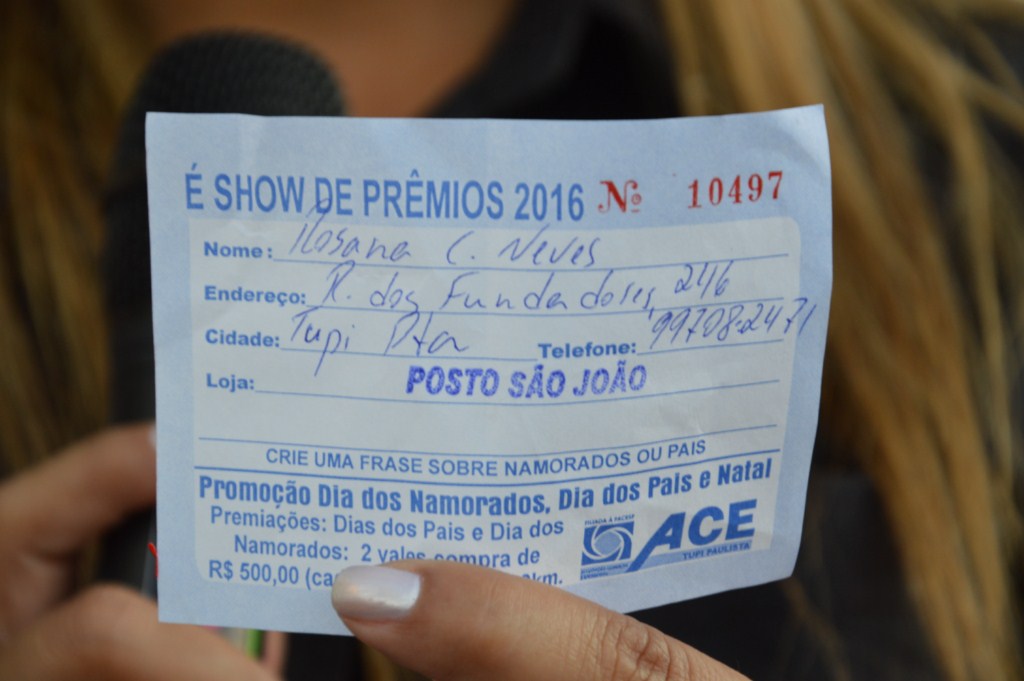 É SHOW DE PRÊMIOS 2016 Nº 10497
Nome: Rosana C. Neves
Endereço: R. dos Fundadores, 246
Cidade: Tupi Pta Telefone: 99708-2471
Loja: POSTO SÃO JOÃO
CRIE UMA FRASE SOBRE NAMORADOS OU PAIS
Promoção Dia dos Namorados, Dia dos Pais e Natal
Premiações: Dias dos Pais e Dia dos
Namorados: 2 vales compra de
R$ 500,00 (ca km.
ACE
TUPI PAULISTA